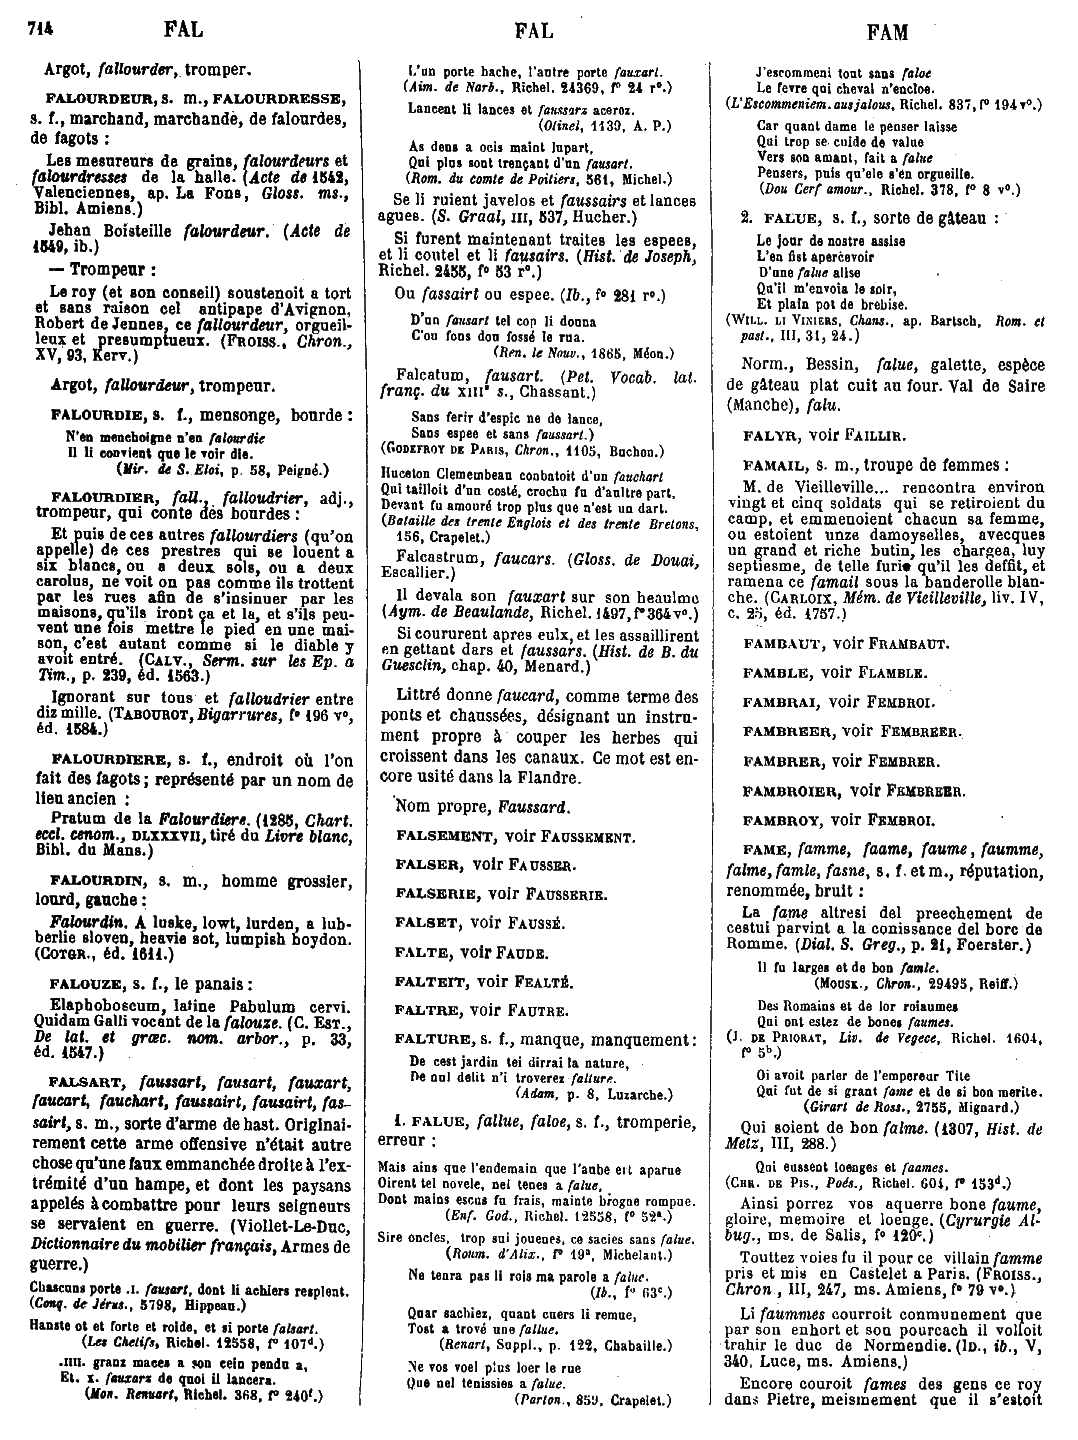 714 FAL FAL FAM
Argot, fallourder, tromper.
FALOURDEUR, s. m., FALOURDRESSE,
s. f., marchand, marchande, de falourdes,
de fagots :
Les mesureurs de grains, falourdeurs et
falourdresses de la halle. (Acte de 1542,
Valenciennes, ap. La Fons, Gloss. ms.,
Bibl. Amiens.)
Jehan Boisteille falourdeur. (Acte de
1549, ib.)
— Trompeur :
Le roy (et son conseil) soustenoit a tort
et sans raison cel antipape d'Avignon,
Robert de Jennes, ce fallourdeur, orgueil-
leux et presumptueux. (FROISS., Chron.,
XV, 93, Kerv.)
Argot, fallourdeur, trompeur.
FALOURDIE, s. f., mensonge, bourde :
N'en mencboigne n'en falourdie
Il li convient que le voir die.
(Mir. de S. Eloi, p. 58, Peigné.)
FALOURDIER, fall., falloudrier, adj.,
trompeur, qui conte des bourdes :
Et puis de ces autres fallourdiers (qu'on
appelle) de ces prestres qui se louent a
six blancs, ou a deux sols, ou a deux
carolus, ne voit on pas comme ils trottent
par les rues afin de s'insinuer par les
maisons, qu'ils iront ça et la, et s'ils peu-
vent une fois mettre le pied en une mai-
son, c'est autant comme si le diable y
avoit entré. (CALV., Serm. sur les Ep. a
Tim., p. 239, éd. 1563.)
Ignorant sur tous et falloudrier entre
diz mille. (TABOUROT, Bigarrures, f° 196 v°,
éd. 1584.)
FALOURDIERE, s. f., endroit où l'on
fait des fagots ; représenté par un nom de
lieu ancien :
Pratum de la Falourdiere. (1285, Chart.
eccl. cenom., DLXXXVII, tiré du Livre blanc,
Bibl. du Mans.)
FALOURDIN, s. m., homme grossier,
lourd, gauche :
Falourdin. A luske, lowt, lurden, a lub-
berlie sloven, heavie sot, lumpish hoydon.
(COTGR., éd. 1611.)
FALOUZE, s. f., le panais :
Elaphoboscum, latine Pabulum cervi.
Quidam Galli vocant de la falouze. (C. EST.,
De lat. et græc. nom. arbor., p. 33,
éd. 1547.)
FALSART, faussart, fausart, fauxart,
faucart, fauchart, faussairt, fausairt, fas-
sairt, s. m., sorte d'arme de hast. Originai-
rement cette arme offensive n'était autre
chose qu'une faux emmanchée droite à l'ex-
trémité d'un hampe, et dont les paysans
appelés à combattre pour leurs seigneurs
se servaient en guerre. (Viollet-Le-Duc,
Dictionnaire du mobilier français, Armes de
guerre.)
Chascuns porte .I. fausart, dont li achiers resplent.
(Conq. de Jérus., 5798, Hippeau.)
Hanste ot et forte et roide, et si porte falsart.
(Les Chetifs, Richel. 12558, f° 107d.)
.IIII. granz maces a son cein pendu a,
Et. x. fauxarz de quoi il lancera.
(Mon. Renuart, Richel. 368, f° 240f.)
L'un porte hache, l'autre porte fauxart.
(Aim. de Narb., Richel. 24369, f° 24 r°.)
Lancent li lances et faussarz aceroz.
(Otinel, 1139, A. P.)
As dens a ocis maint lupart,
Qui plus sont trençant d'un fausart.
(Rom. du comte de Poitiers, 561, Michel.)
Se li ruient javelos et faussairs et lances
agues. (S. Graal, III, 537, Hucher.)
Si furent maintenant traites les espees,
et li coutel et li fausairs. (Hist. de Joseph,
Richel. 2455, f° 53 r°.)
Ou fassairt ou espee. (Ib., f° 281 r°.)
D'un fausart tel cop li donna
C'ou fons dou fossé le rua.
(Ren. le Nouv., 1865, Méon.)
Falcatum, fausart. (Pet. Vocab. lat.
franç. du XIIIe s., Chassant.)
Sans ferir d'espic ne de lance,
Sans espee et sans faussart.)
(GODEFROY DE PARIS, Chron., 1105, Buchon.)
Huceton Clemembeau conbatoit d'un fauchart
Qui tailloit d'un costé, crochu fu d'aultre part,
Devant fu amouré trop plus que n'est un dart.
(Bataille des trente Englois et des trente Bretons,
156, Crapelet.)
Falcastrum, faucars. (Gloss. de Douai,
Escallier.)
Il devala son fauxart sur son heaulme
(Aym. de Beaulande, Richel. 1497, f° 364 v°.)
Si coururent apres eulx, et les assaillirent
en gettant dars et faussars. (Hist. de B. du
Guesclin, chap. 40, Menard.)
Littré donne faucard, comme terme des
ponts et chaussées, désignant un instru-
ment propre à couper les herbes qui
croissent dans les canaux. Ce mot est en-
core usité dans la Flandre.
Nom propre, Faussard.
FALSEMENT, voir FAUSSEMENT.
FALSER, voir FAUSSER.
FALSERIE, voir FAUSSERIE.
FALSET, voir FAUSSÉ.
FALTE, voir FAUDE.
FALTEIT, voir FEALTÉ.
FALTRE, voir FAUTRE.
FALTURE, s. f., manque, manquement :
De cest jardin tei dirrai la nature,
De nul delit n'i troverez falture.
(Adam, p. 8, Luzarche.)
1. FALUE, fallue, faloe, s. f., tromperie,
erreur :
Mais ains que l'endemain que l'aube eit aparue
Oirent tel novele, nel tenes a falue,
Dont mains escus fu frais, mainte brogne rompue.
(Enf. God., Richel. 12558, f° 52a.)
Sire oncles, trop sui jouenes, ce sacies sans falue.
(Roum. d'Alix., f° 19a, Michelant.)
Ne tenra pas li rois ma parole a falue.
(Ib., f° 63c.)
Quar sachiez, quant cuers li remue,
Tost a trové une fallue.
(Renart, Suppl., p. 122, Chabaille.)
Ne vos voel plus loer le rue
Que nel tenissies a falue.
(Parton., 859, Crapelet.)
J'escommeni tout sans faloe
Le fevre qui cheval n'encloe.
(L'Escommeniem. aus jalous, Richel. 837, f° 194 v°.)
Car quant dame le penser laisse
Qui trop se cuide de value
Vers son amant, fait a falue
Pensers, puis qu'ele s'en orgueille.
(Dou Cerf amour., Richel. 378, f° 8 v°.)
2. FALUE, s. f., sorte de gâteau :
Le jour de nostre assise
L'en fist apercevoir
D'une falue alise
Qu'il m'envoia le soir,
Et plain pot de brebise.
(WILL. LI VINIERS, Chans., ap. Bartsch, Rom. et
past., III, 31, 24.)
Norm., Bessin, falue, galette, espèce
de gâteau plat cuit au four. Val de Saire
(Manche), falu.
FALYR, voir FAILLIR.
FAMAIL, s. m., troupe de femmes :
M. de Vieilleville... rencontra environ
vingt et cinq soldats qui se retiroient du
camp, et emmenoient chacun sa femme,
ou estoient unze damoyselles, avecques
un grand et riche butin, les chargea, luy
septiesme, de telle furie qu'il les deffit, et
ramena ce famail sous la banderolle blan-
che. (CARLOIX, Mém. de Vieilleville, liv. IV,
c. 25, éd. 1757.)
FAMBAUT, voir FRAMBAUT.
FAMBLE, voir FLAMBLE.
FAMBRAI, voir FEMBROI.
FAMBREER, voir FEMBREER.
FAMBRER, voir FEMBRER.
FAMBROIER, voir FEMBREER.
FAMBROY, voir FEMBROI.
FAME, famme, faame, faume, faumme,
falme, famle, fasne, s. f. et m., réputation,
renommée, bruit :
La fame altresi del preechement de
cestui parvint a la conissance del borc de
Romme. (Dial. S. Greg., p. 21, Foerster.)
Il fu larges et de bon famle.
(MOUSK., Chron., 29495, Reiff.)
Des Romains et de lor roiaumes
Qui ont estez de bones faumes.
(J. DE PRIORAT, Liv. de Vegece, Richel. 1604,
f° 5b.)
Oi avoit parler de l'empereur Tite
Qui fut de si grant fame et de si bon merite.
(Girart de Ross., 2755, Mignard.)
Qui soient de bon falme. (1307, Hist. de
Metz, III, 288.)
Qui eussent loenges et faames.
(CHR. DE PIS., Poés., Richel. 604, f° 153d.)
Ainsi porrez vos aquerre bone faume,
gloire, memoire et loenge. (Cyrurgie Al-
bug., ms. de Salis, f° 120c.)
Touttez voies fu il pour ce villain famme
pris et mis en Castelet a Paris. (FROISS.,
Chron , III, 247, ms. Amiens, f° 79 v°.)
Li faummes courroit conmunement que
par son enhort et son pourcach il volloit
trahir le duc de Normendie. (ID., ib., V,
340, Luce, ms. Amiens.)
Encore couroit fames des gens ce roy
dans Pietre, meismement que il s'estoit